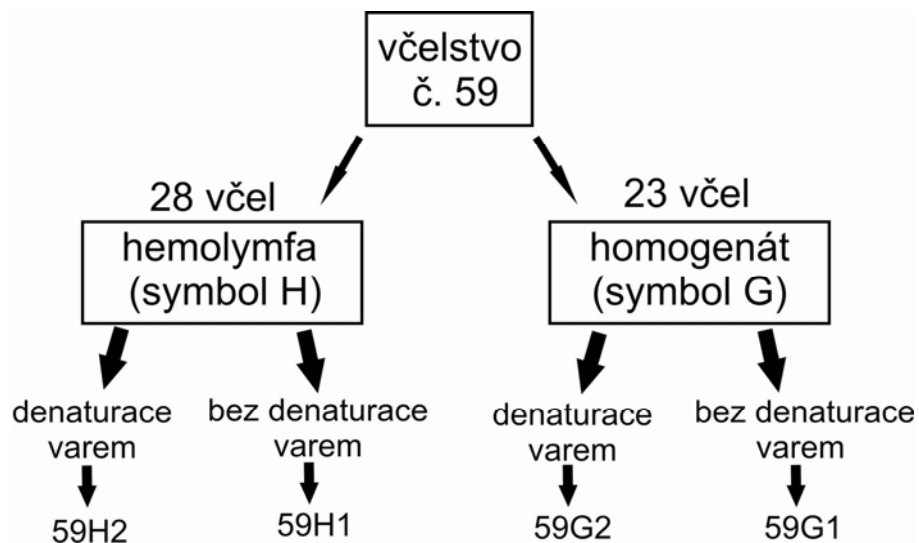 včelstvo
č. 59
28 včel
23 včel
hemolymfa
(symbol H)
homogenát
(symbol G)
denaturace
varem
bez denaturace
varem
denaturace
varem
bez denaturace
varem
59H2
59H1
59G2
59G1